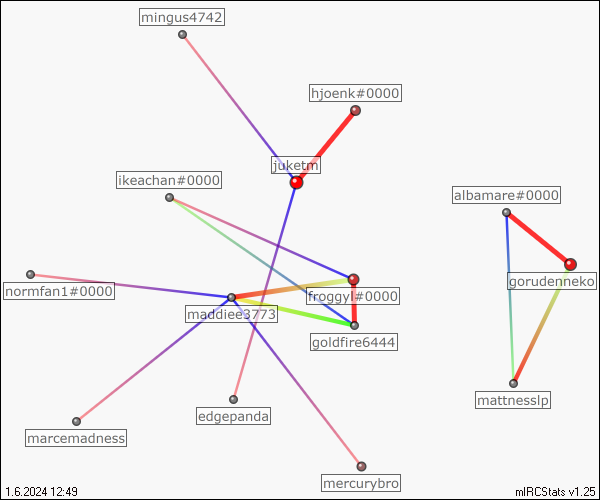 mingus4742
hjoenk#0000
juketm
ikeachan#0000
albamare#0000
gorudenneko
normfan1#0000
froggyl#0000
maddiee3773
goldfire6444
mattnesslp
edgepanda
marcemadness
mercurybro
1.6.2024 12:49
mIRCStats v1.25